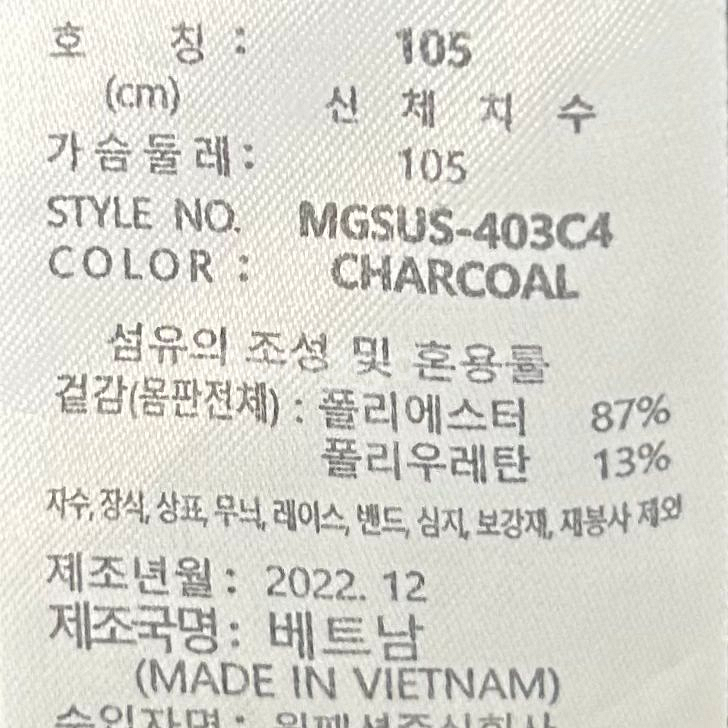 호 칭 : 105
(cm) 신 체 치 수
가슴둘레: 105
STYLE NO. MGSUS-403C4
COLOR : CHARCOAL
섬유의 조성 및 혼용률
겉감(몸판전체) : 폴리에스터 87%
폴리우레탄 13%
자수, 장식, 상표, 무늬, 레이스, 밴드, 심지, 보강재, 재봉사 제외
제조년월: 2022. 12
제조국명: 베트남
(MADE IN VIETNAM)